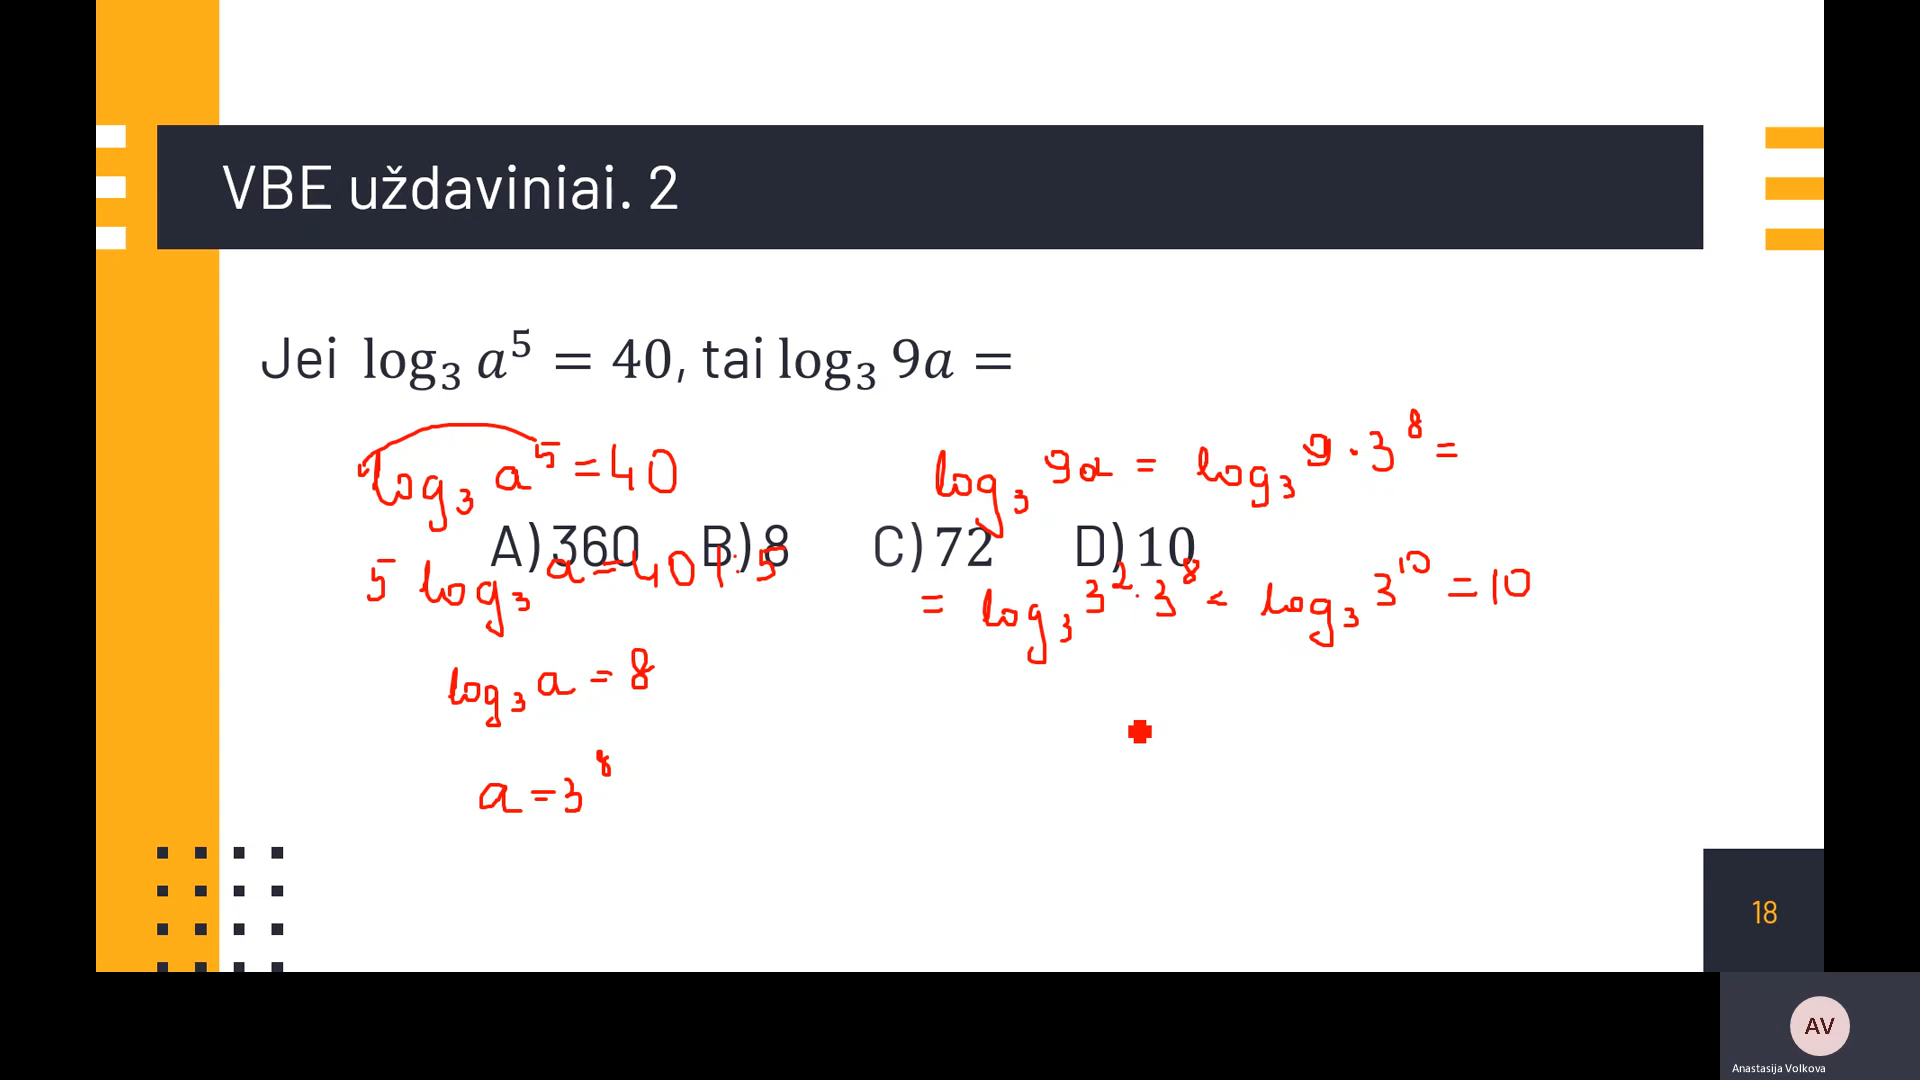 VBE uždaviniai. 2
Jei log₃ a⁵ = 40, tai log₃ 9a =
log₃ a⁵ = 40
log₃ 9a = log₃ 9 · 3⁸ =
A) 360 B) 8 C) 72 D) 10
5 log₃ a = 40 | : 5
= log₃ 3² · 3⁸ = log₃ 3¹⁰ = 10
log₃ a = 8
a = 3⁸
18
AV
Anastasija Volkova